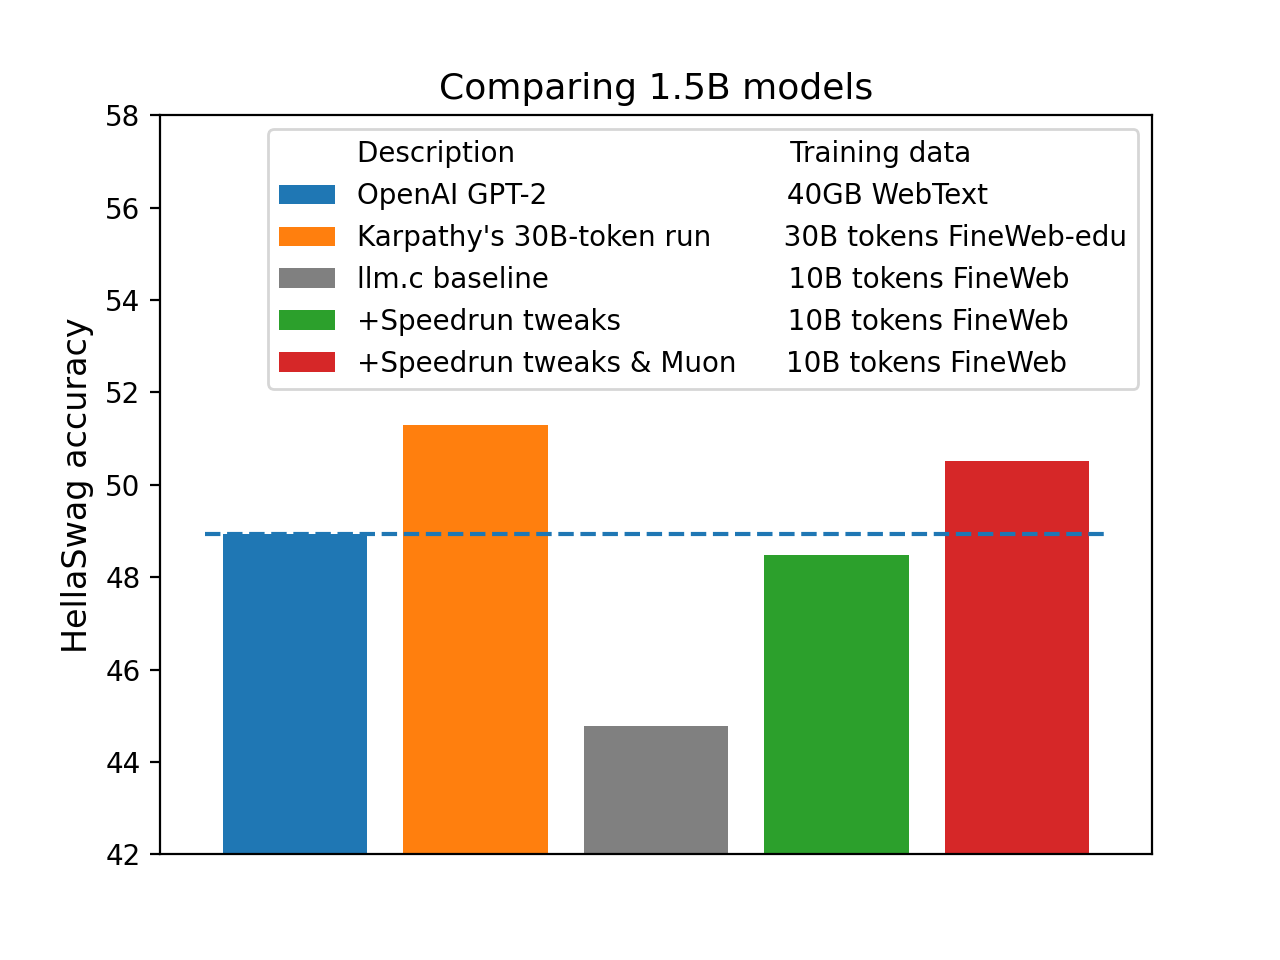 Comparing 1.5B models
58
56
54
52
50
48
46
44
42
HellaSwag accuracy
Description Training data
OpenAI GPT-2 40GB WebText
Karpathy's 30B-token run 30B tokens FineWeb-edu
llm.c baseline 10B tokens FineWeb
+Speedrun tweaks 10B tokens FineWeb
+Speedrun tweaks & Muon 10B tokens FineWeb